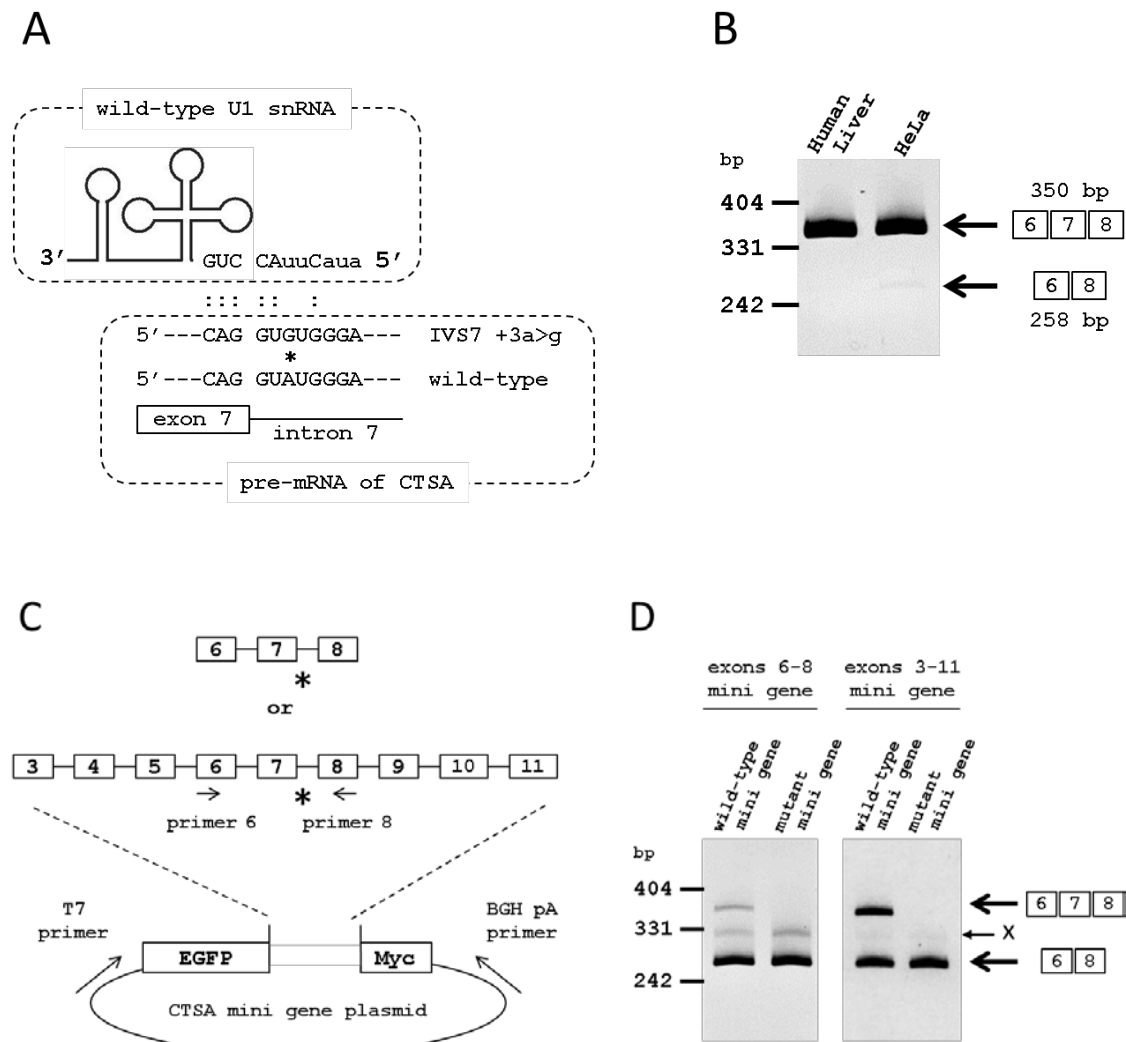 A
wild-type U1 snRNA
3′
GUC CAuuCaua 5′
::: :: :
5′---CAG GUGUGGGA--- IVS7 +3a>g
*
5′---CAG GUAUGGGA--- wild-type
exon 7
intron 7
pre-mRNA of CTSA
B
Human Liver
HeLa
bp
404
331
242
350 bp
6 7 8
6 8
258 bp
C
6 7 8
*
or
3 4 5 6 7 8 9 10 11
*
primer 6 primer 8
T7
primer
BGH pA
primer
EGFP Myc
CTSA mini gene plasmid
D
exons 6-8
mini gene
exons 3-11
mini gene
wild-type
mini gene
mutant
mini gene
wild-type
mini gene
mutant
mini gene
bp
404
331
242
6 7 8
X
6 8